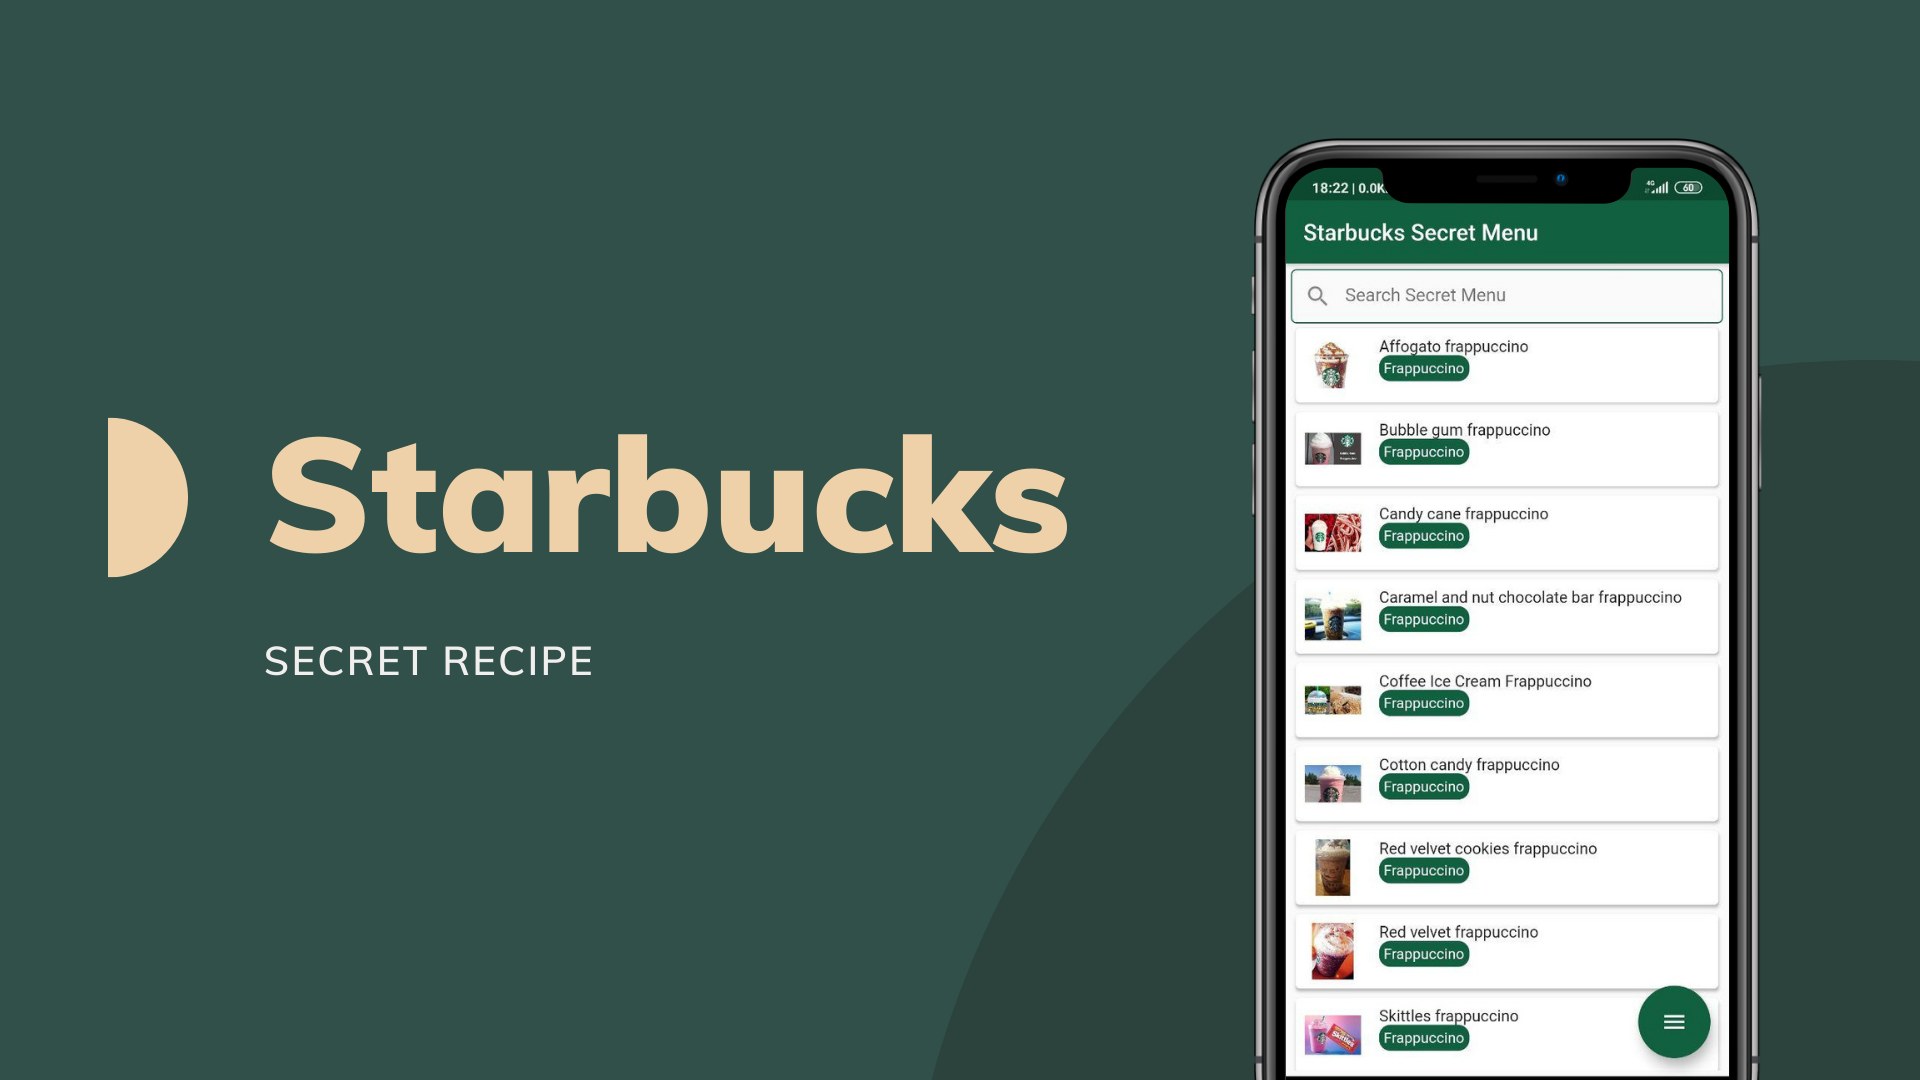 Starbucks
SECRET RECIPE
18:22 | 0.0K
4G
60
Starbucks Secret Menu
Search Secret Menu
Affogato frappuccino
Frappuccino
Bubble gum frappuccino
Frappuccino
Candy cane frappuccino
Frappuccino
Caramel and nut chocolate bar frappuccino
Frappuccino
Coffee Ice Cream Frappuccino
Frappuccino
Cotton candy frappuccino
Frappuccino
Red velvet cookies frappuccino
Frappuccino
Red velvet frappuccino
Frappuccino
Skittles frappuccino
Skittles
Frappuccino